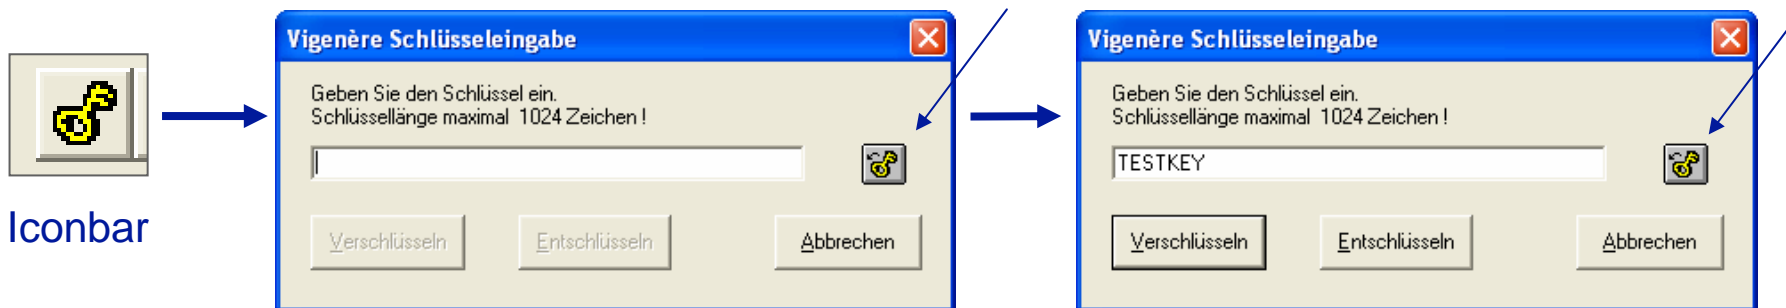 Iconbar
Vigenère Schlüsseleingabe
Geben Sie den Schlüssel ein.
Schlüssellänge maximal 1024 Zeichen !
Verschlüsseln
Entschlüsseln
Abbrechen
Vigenère Schlüsseleingabe
Geben Sie den Schlüssel ein.
Schlüssellänge maximal 1024 Zeichen !
TESTKEY
Verschlüsseln
Entschlüsseln
Abbrechen